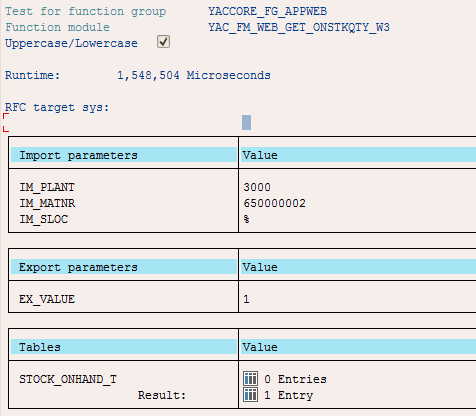 Test for function group YACCORE_FG_APPWEB
Function module YAC_FM_WEB_GET_ONSTKQTY_W3
Uppercase/Lowercase
Runtime: 1,548,504 Microseconds
RFC target sys:
Import parameters Value
IM_PLANT 3000
IM_MATNR 650000002
IM_SLOC %
Export parameters Value
EX_VALUE 1
Tables Value
STOCK_ONHAND_T 0 Entries
Result: 1 Entry